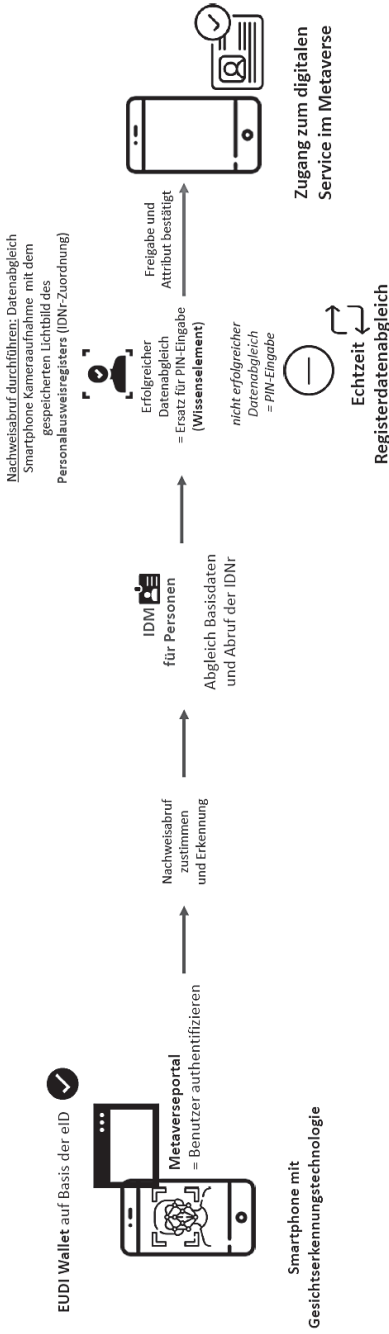 EUDI Wallet auf Basis der eID
Metaverseportal
= Benutzer authentifizieren
Smartphone mit
Gesichtserkennungstechnologie
Nachweisabruf
zustimmen
und Erkennung
IDM
für Personen
Abgleich Basisdaten
und Abruf der IDNr
Nachweisabruf durchführen: Datenabgleich
Smartphone Kameraaufnahme mit dem
gespeicherten Lichtbild des
Personalausweisregisters (IDNr-Zuordnung)
Erfolgreicher
Datenabgleich
= Ersatz für PIN-Eingabe
(Wissenselement)
nicht erfolgreicher
Datenabgleich
= PIN-Eingabe
Echtzeit
Registerdatenabgleich
Freigabe und
Attribut bestätigt
Zugang zum digitalen
Service im Metaverse